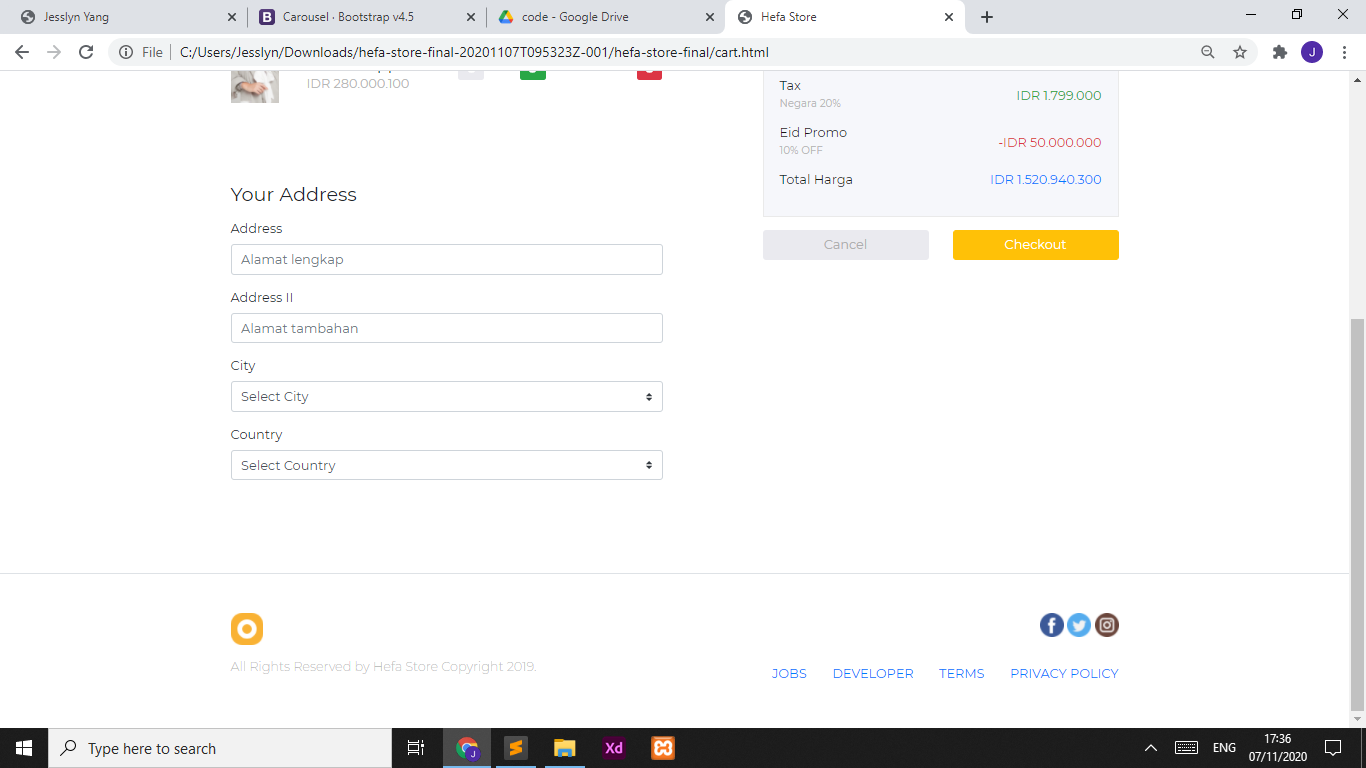 Jesslyn Yang
Carousel · Bootstrap v4.5
code - Google Drive
Hefa Store
File
C:/Users/Jesslyn/Downloads/hefa-store-final-20201107T095323Z-001/hefa-store-final/cart.html
J
IDR 280.000.100
Your Address
Address
Alamat lengkap
Address II
Alamat tambahan
City
Select City
Country
Select Country
Tax
Negara 20%
IDR 1.799.000
Eid Promo
10% OFF
-IDR 50.000.000
Total Harga
IDR 1.520.940.300
Cancel
Checkout
All Rights Reserved by Hefa Store Copyright 2019.
JOBS
DEVELOPER
TERMS
PRIVACY POLICY
Type here to search
J
Xd
ENG
17:36
07/11/2020